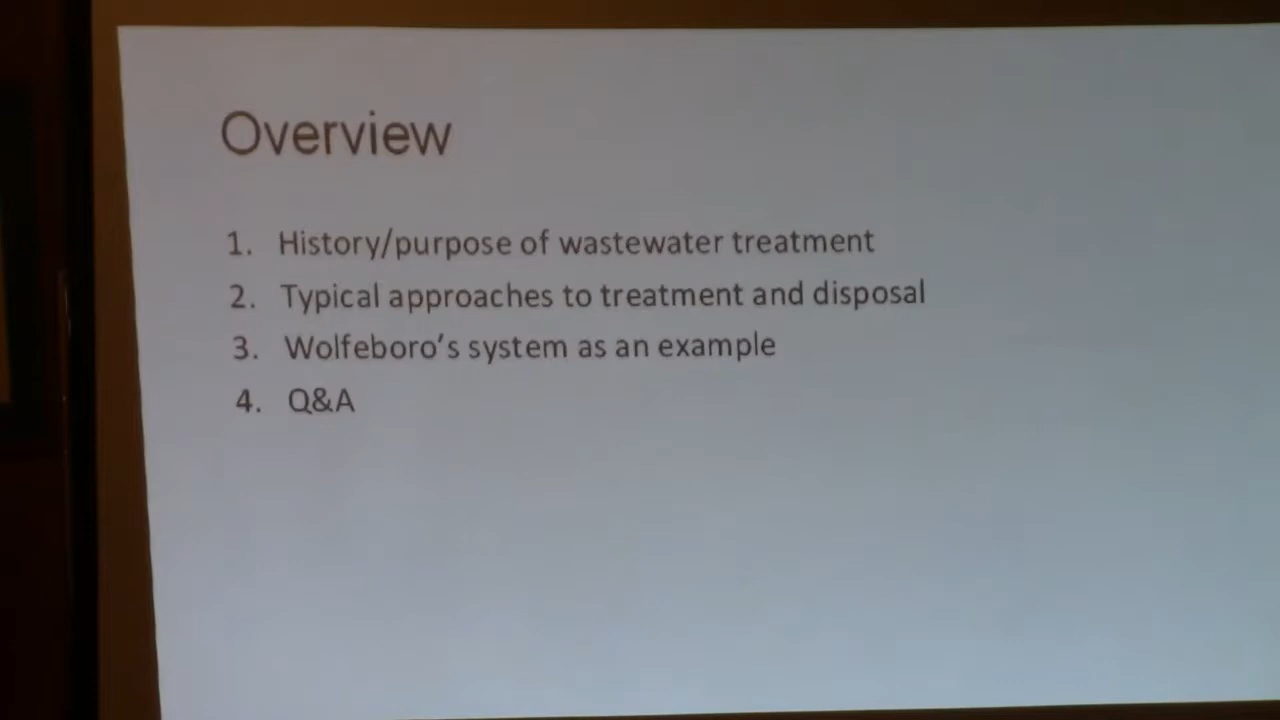 Overview
1. History/purpose of wastewater treatment
2. Typical approaches to treatment and disposal
3. Wolfeboro's system as an example
4. Q&A